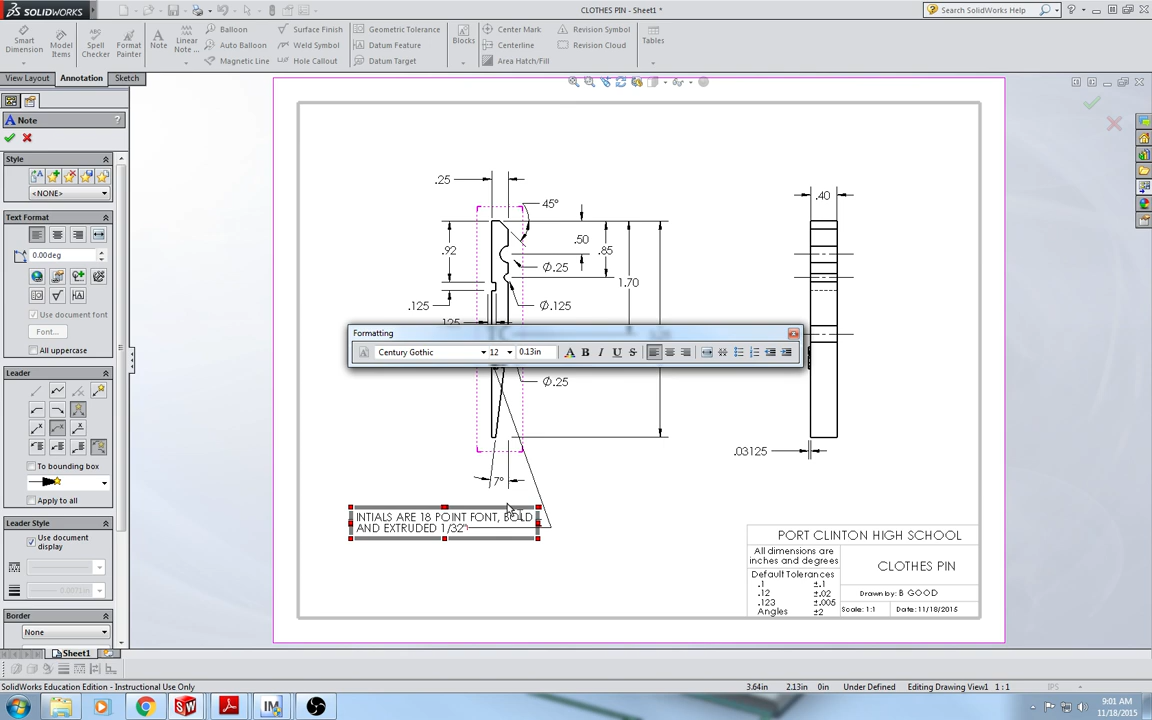 SOLIDWORKS
CLOTHES PIN - Sheet1 *
Search SolidWorks Help
Smart Dimension
Model Items
Spell Checker
Format Painter
Note
Linear Note ...
Balloon
Auto Balloon
Magnetic Line
Surface Finish
Weld Symbol
Hole Callout
Geometric Tolerance
Datum Feature
Datum Target
Blocks
Center Mark
Centerline
Area Hatch/Fill
Revision Symbol
Revision Cloud
Tables
View Layout
Annotation
Sketch
Note
?
Style
<NONE>
Text Format
0.00deg
Use document font
Font...
All uppercase
Leader
To bounding box
Apply to all
Leader Style
Use document display
Border
None
.25
45°
.92
.50
.85
Ø.25
1.70
.125
Ø.125
Formatting
Century Gothic
12
0.13in
B I U S
Ø.25
7°
.40
.03125
INTIALS ARE 18 POINT FONT, BOLD
AND EXTRUDED 1/32"
PORT CLINTON HIGH SCHOOL
All dimensions are
inches and degrees
CLOTHES PIN
Default Tolerances
.1 ±.1
.12 ±.02
.123 ±.005
Angles ±2
Drawn by: B GOOD
Scale: 1:1
Date: 11/18/2015
Sheet1
SolidWorks Education Edition - Instructional Use Only
3.64in
2.13in
0in
Under Defined
Editing Drawing View1
1 : 1
IPS
SW
IM
9:01 AM
11/18/2015